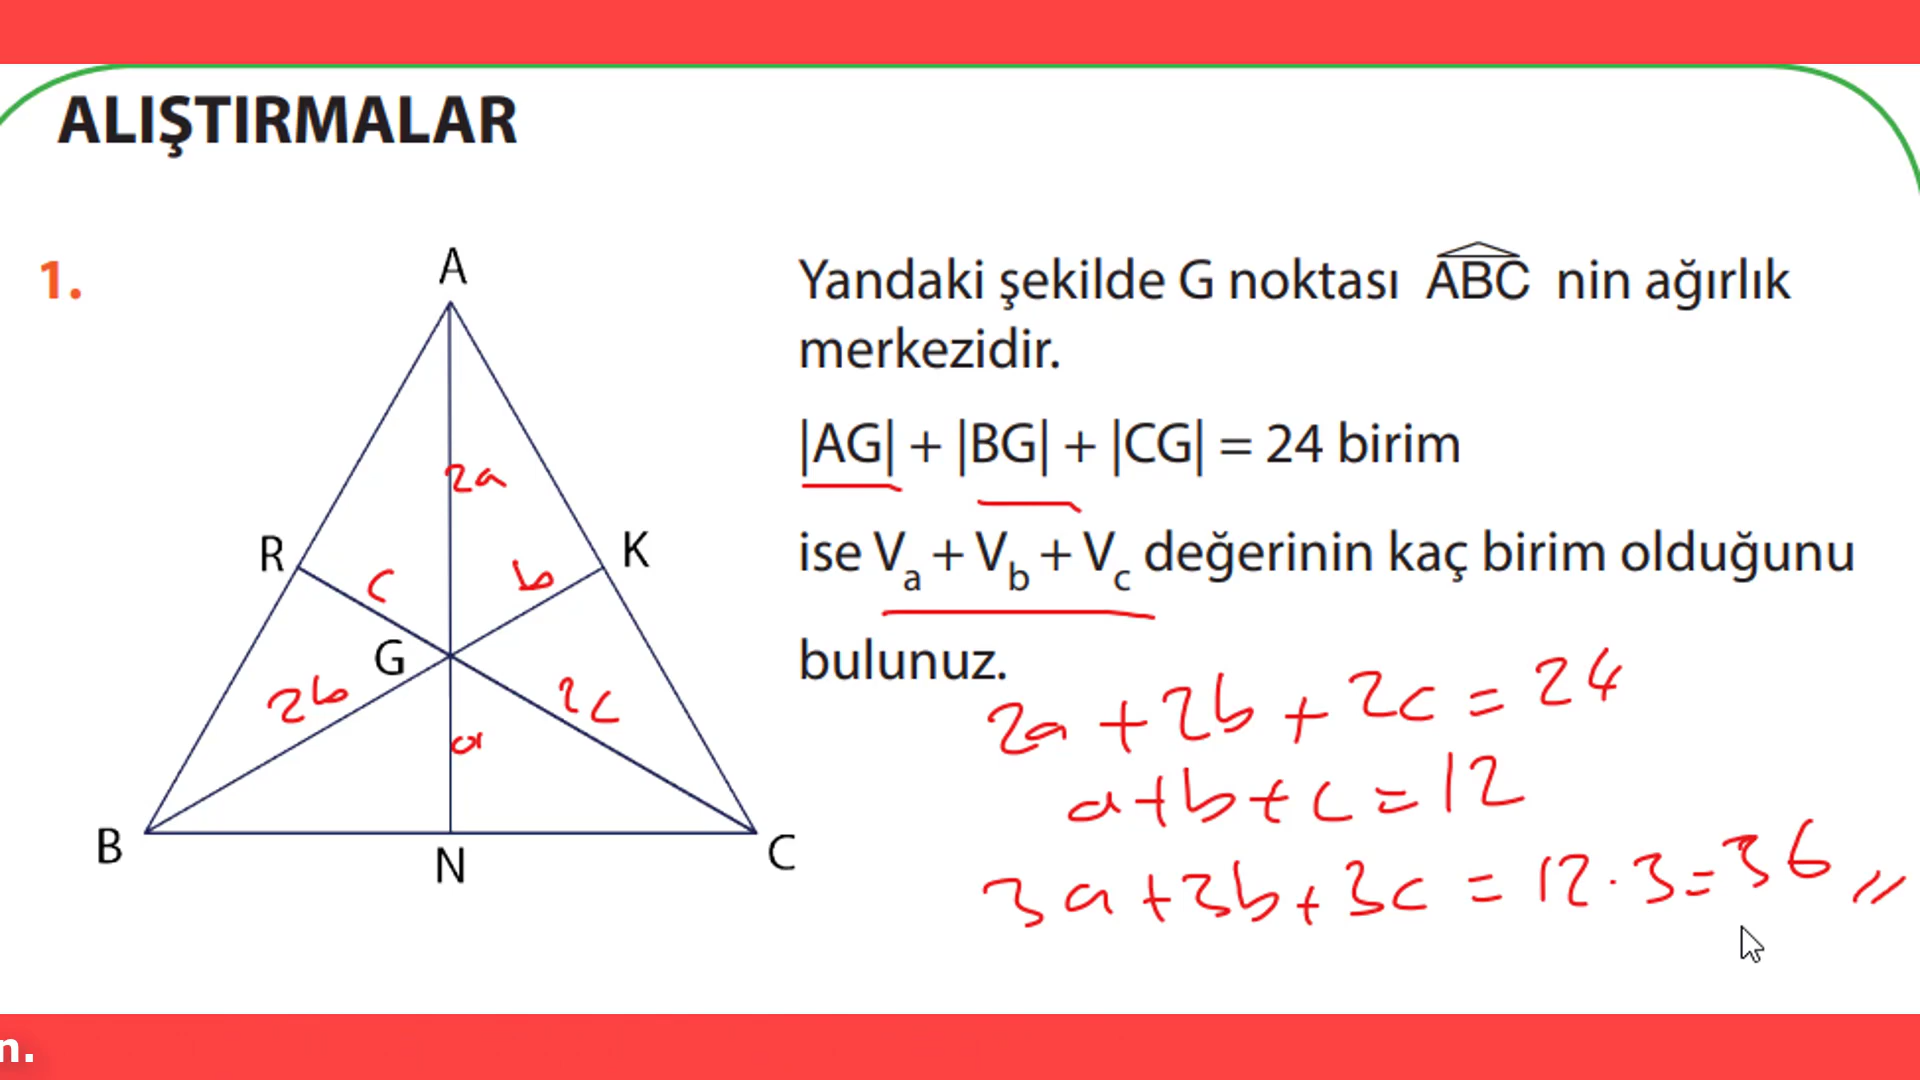 ALIŞTIRMALAR
1.
Yandaki şekilde G noktası ABC nin ağırlık
merkezidir.
|AG| + |BG| + |CG| = 24 birim
ise Va + Vb + Vc değerinin kaç birim olduğunu
bulunuz.
A
2a
R
K
c
b
G
2b
2c
a
B
N
C
2a + 2b + 2c = 24
a + b + c = 12
3a + 3b + 3c = 12 . 3 = 36 //
n.